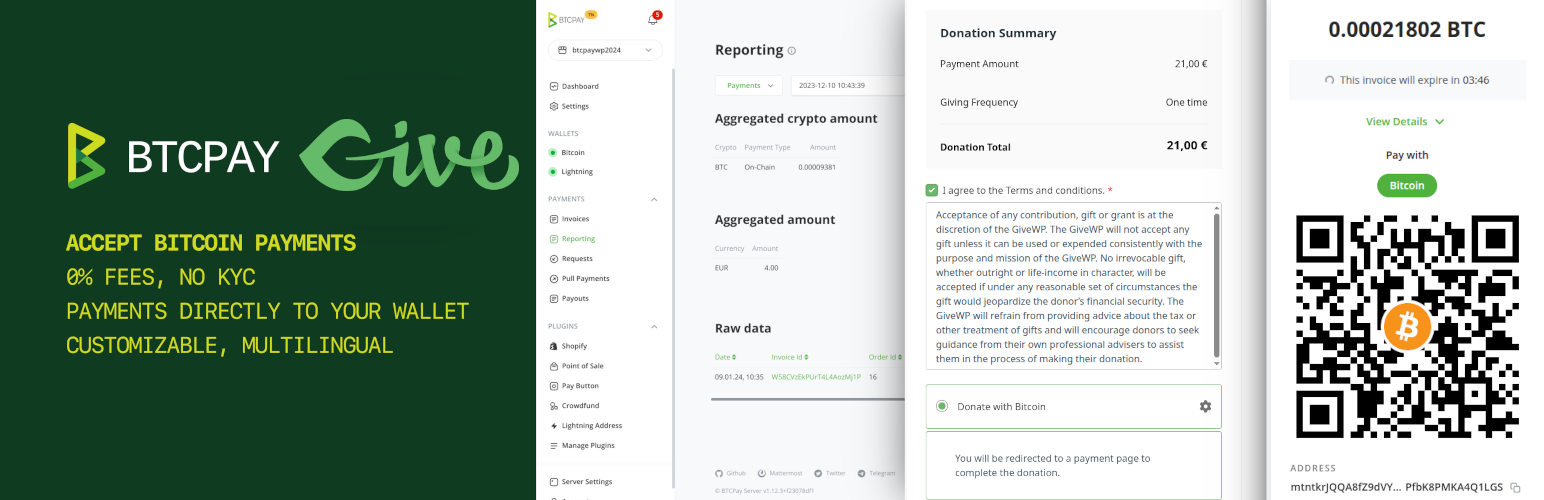 BTCPAY Give
ACCEPT BITCOIN PAYMENTS
0% FEES, NO KYC
PAYMENTS DIRECTLY TO YOUR WALLET
CUSTOMIZABLE, MULTILINGUAL
BTCPAY TN
5
btcpaywp2024
Dashboard
Settings
WALLETS
Bitcoin
Lightning
PAYMENTS
Invoices
Reporting
Requests
Pull Payments
Payouts
PLUGINS
Shopify
Point of Sale
Pay Button
Crowdfund
Lightning Address
Manage Plugins
Server Settings
Reporting
Payments 2023-12-10 10:43:39
Aggregated crypto amount
Crypto Payment Type Amount
BTC On-Chain 0.00009381
Aggregated amount
Currency Amount
EUR 4.00
Raw data
Date Invoice Id Order Id
09.01.24, 10:35 W58CVzEkPUrT4L4AozMj1P 16
Github Mattermost Twitter Telegram
© BTCPay Server v1.12.3+f23078df1
Donation Summary
Payment Amount 21,00 €
Giving Frequency One time
Donation Total 21,00 €
I agree to the Terms and conditions. *
Acceptance of any contribution, gift or grant is at the
discretion of the GiveWP. The GiveWP will not accept any
gift unless it can be used or expended consistently with the
purpose and mission of the GiveWP. No irrevocable gift,
whether outright or life-income in character, will be
accepted if under any reasonable set of circumstances the
gift would jeopardize the donor's financial security. The
GiveWP will refrain from providing advice about the tax or
other treatment of gifts and will encourage donors to seek
guidance from their own professional advisers to assist
them in the process of making their donation.
Donate with Bitcoin
You will be redirected to a payment page to
complete the donation.
0.00021802 BTC
This invoice will expire in 03:46
View Details
Pay with
Bitcoin
ADDRESS
mtntkrJQQA8fZ9dVY... PfbK8PMKA4Q1LGS